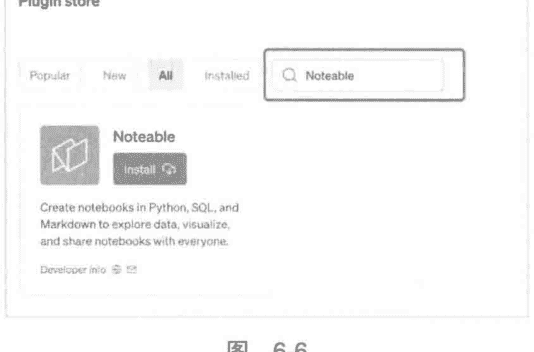 Plugin store
Popular New All Installed Noteable
Noteable
Install
Create notebooks in Python, SQL, and
Markdown to explore data, visualize,
and share notebooks with everyone.
Developer info
图 6.6